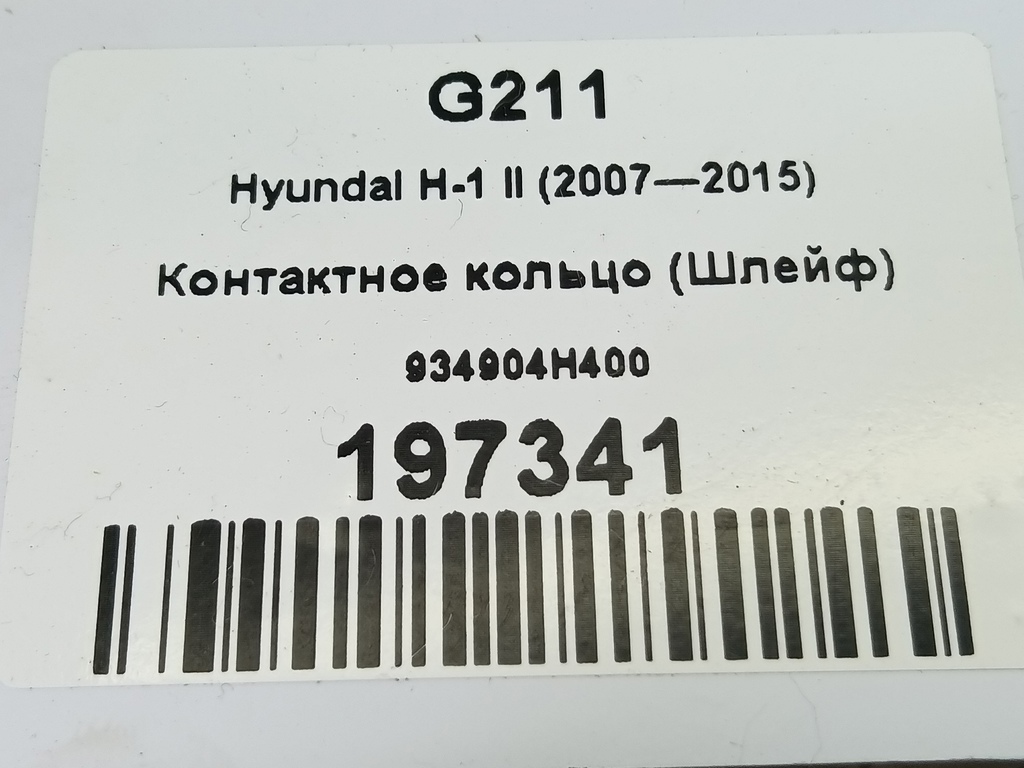 G211
Hyundai H-1 II (2007—2015)
Контактное кольцо (Шлейф)
934904H400
197341